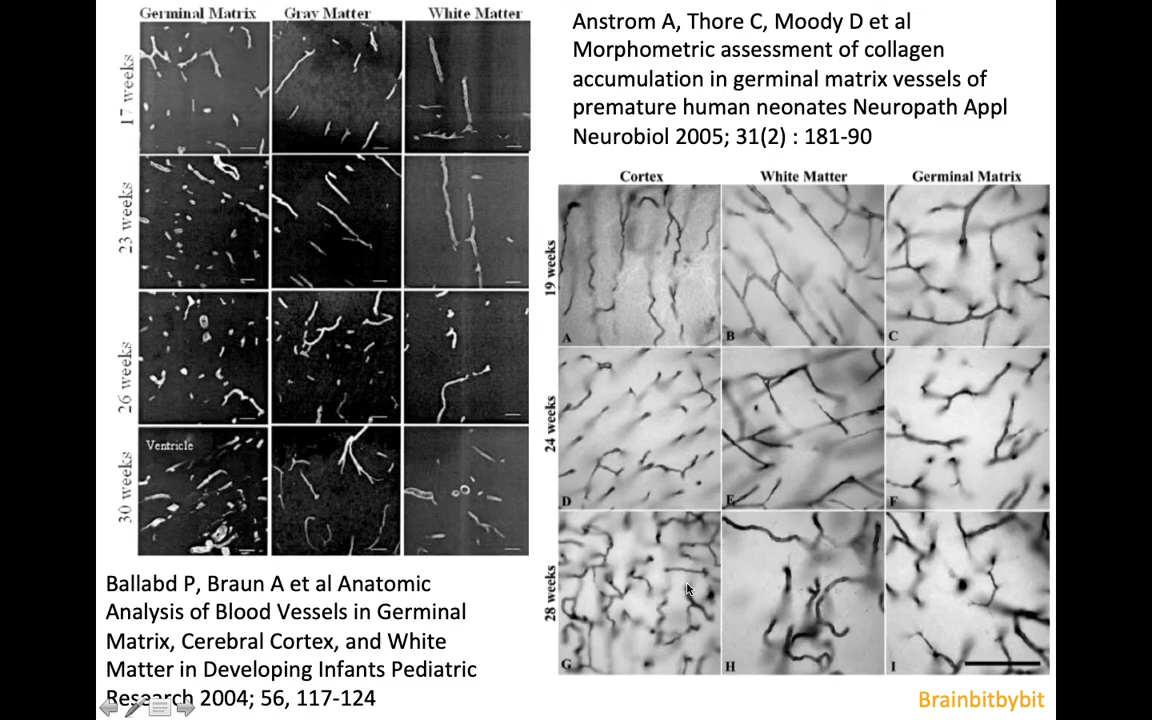 Germinal Matrix Gray Matter White Matter
17 weeks
23 weeks
26 weeks
30 weeks
Ventricle
Ballabd P, Braun A et al Anatomic
Analysis of Blood Vessels in Germinal
Matrix, Cerebral Cortex, and White
Matter in Developing Infants Pediatric
Research 2004; 56, 117-124
Anstrom A, Thore C, Moody D et al
Morphometric assessment of collagen
accumulation in germinal matrix vessels of
premature human neonates Neuropath Appl
Neurobiol 2005; 31(2) : 181-90
Cortex White Matter Germinal Matrix
19 weeks
A B C
24 weeks
D E F
28 weeks
G H I
Brainbitbybit